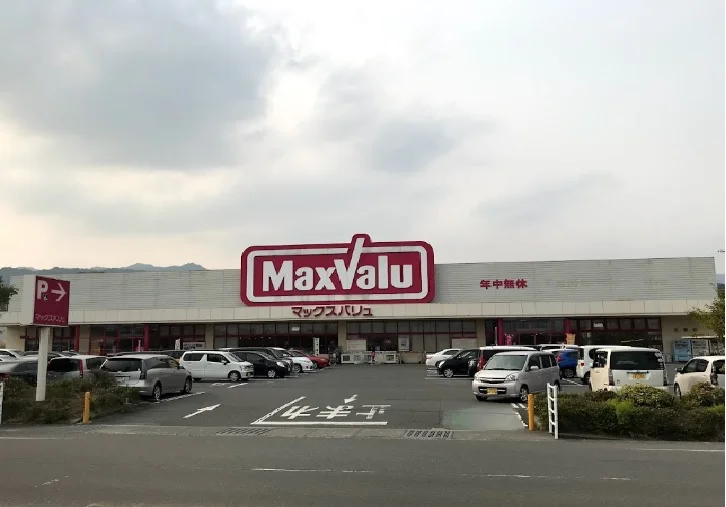 MaxValu
マックスバリュ
年中無休
P→
マックスバリュ
止まれ